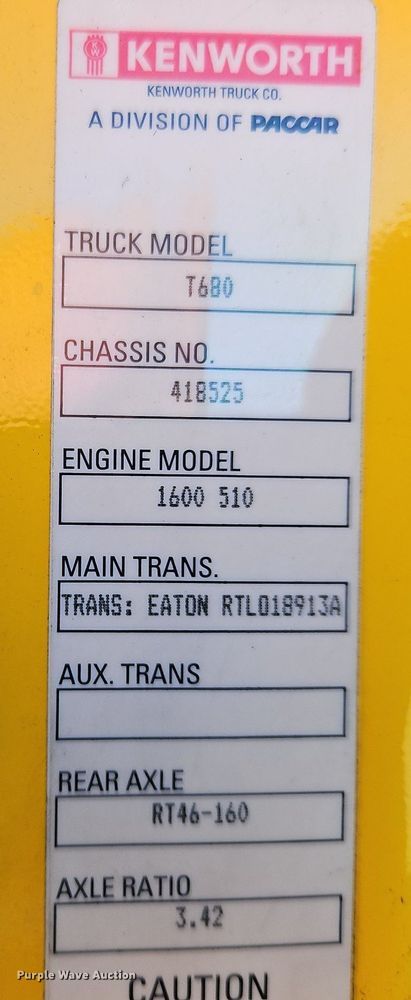 KENWORTH
KENWORTH TRUCK CO.
A DIVISION OF PACCAR
TRUCK MODEL
T680
CHASSIS NO.
418525
ENGINE MODEL
1600 510
MAIN TRANS.
TRANS: EATON RTLO18913A
AUX. TRANS
REAR AXLE
RT46-160
AXLE RATIO
3.42
CAUTION
Purple Wave Auction